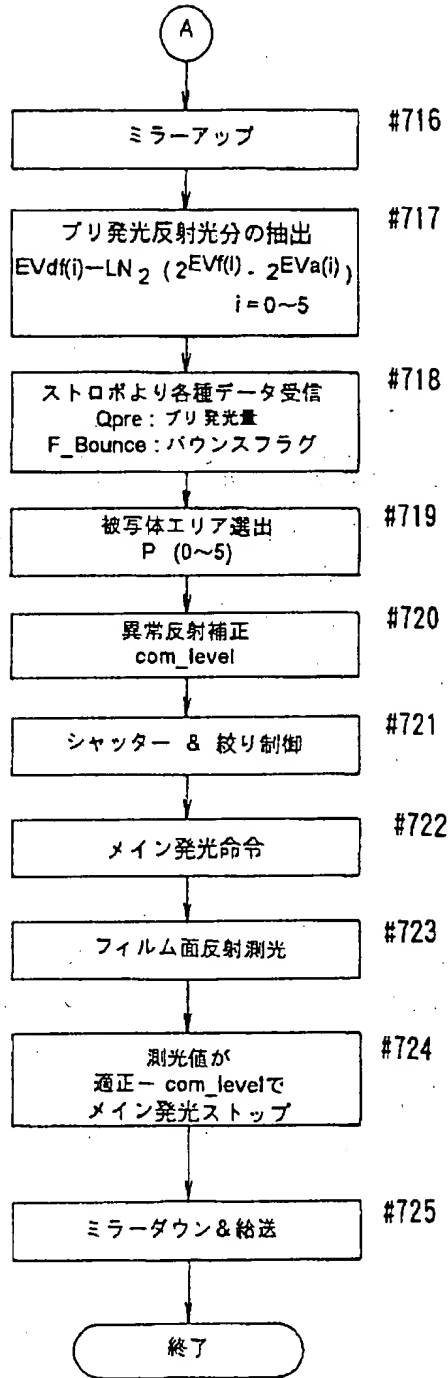 A
ミラーアップ
#716
プリ発光反射光分の抽出
EVdf(i)−LN2 (2EVf(i) - 2EVa(i))
i=0〜5
#717
ストロボより各種データ受信
Qpre:プリ発光量
F_Bounce:バウンスフラグ
#718
被写体エリア選出
P (0〜5)
#719
異常反射補正
com_level
#720
シャッター & 絞り制御
#721
メイン発光命令
#722
フィルム面反射測光
#723
測光値が
適正ー com_levelで
メイン発光ストップ
#724
ミラーダウン&給送
#725
終了